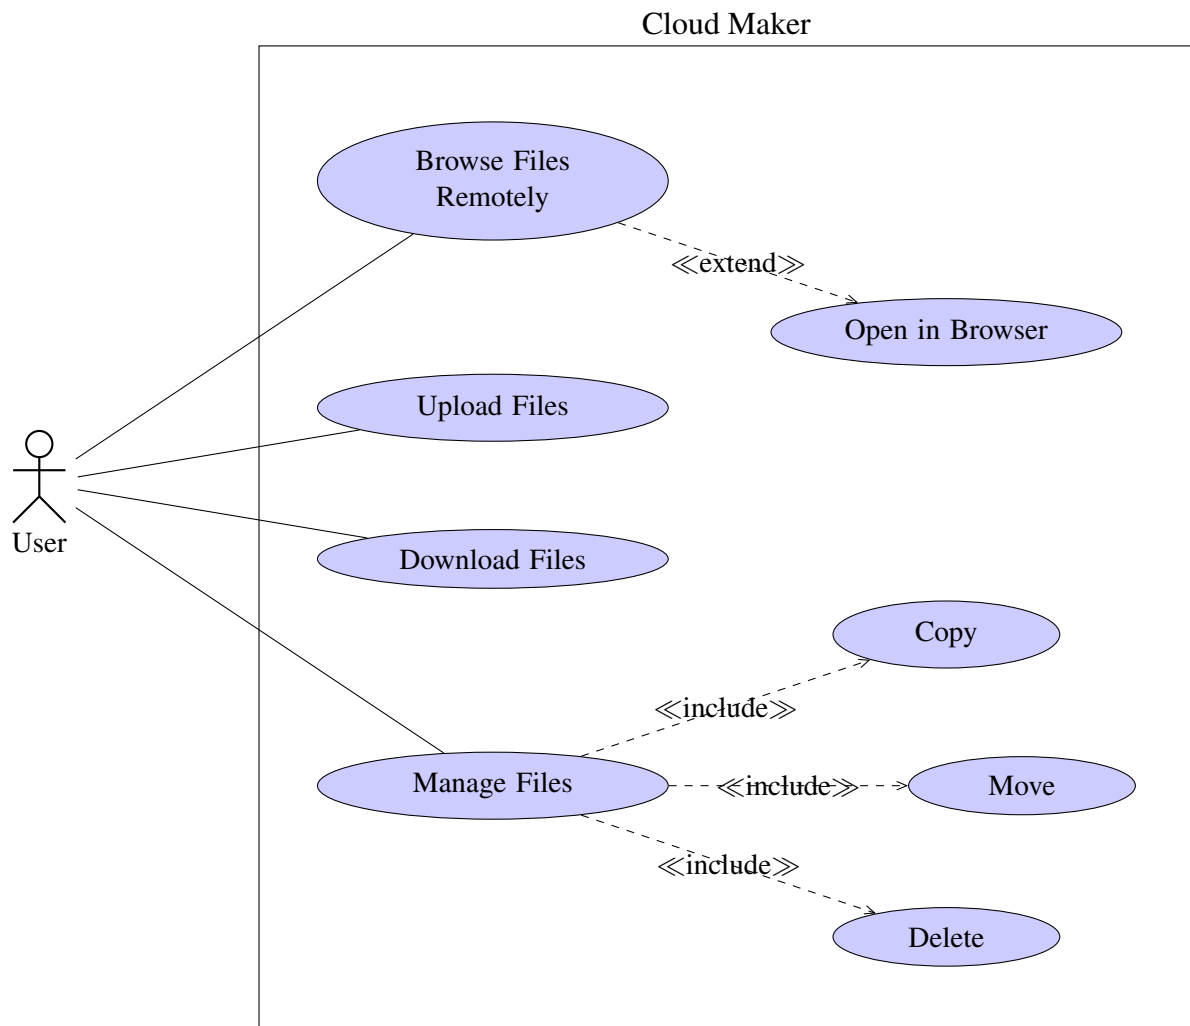 Cloud Maker
Browse Files
Remotely
≪extend≫
Open in Browser
Upload Files
User
Download Files
Copy
≪include≫
Manage Files
≪include≫
Move
≪include≫
Delete